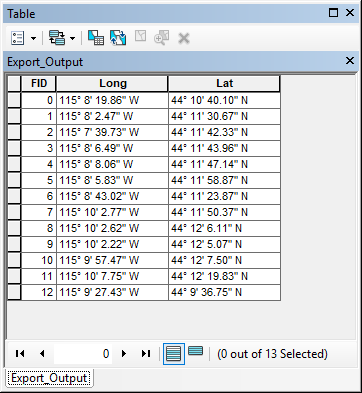 Table
Export_Output
FID Long Lat
0 115° 8' 19.86" W 44° 10' 40.10" N
1 115° 8' 2.47" W 44° 11' 30.67" N
2 115° 7' 39.73" W 44° 11' 42.33" N
3 115° 8' 6.49" W 44° 11' 43.96" N
4 115° 8' 8.06" W 44° 11' 47.14" N
5 115° 8' 5.83" W 44° 11' 58.87" N
6 115° 8' 43.02" W 44° 11' 23.87" N
7 115° 10' 2.77" W 44° 11' 50.37" N
8 115° 10' 2.62" W 44° 12' 6.11" N
9 115° 10' 2.22" W 44° 12' 5.07" N
10 115° 9' 57.47" W 44° 12' 7.50" N
11 115° 10' 7.75" W 44° 12' 19.83" N
12 115° 9' 27.43" W 44° 9' 36.75" N
0 (0 out of 13 Selected)
Export_Output